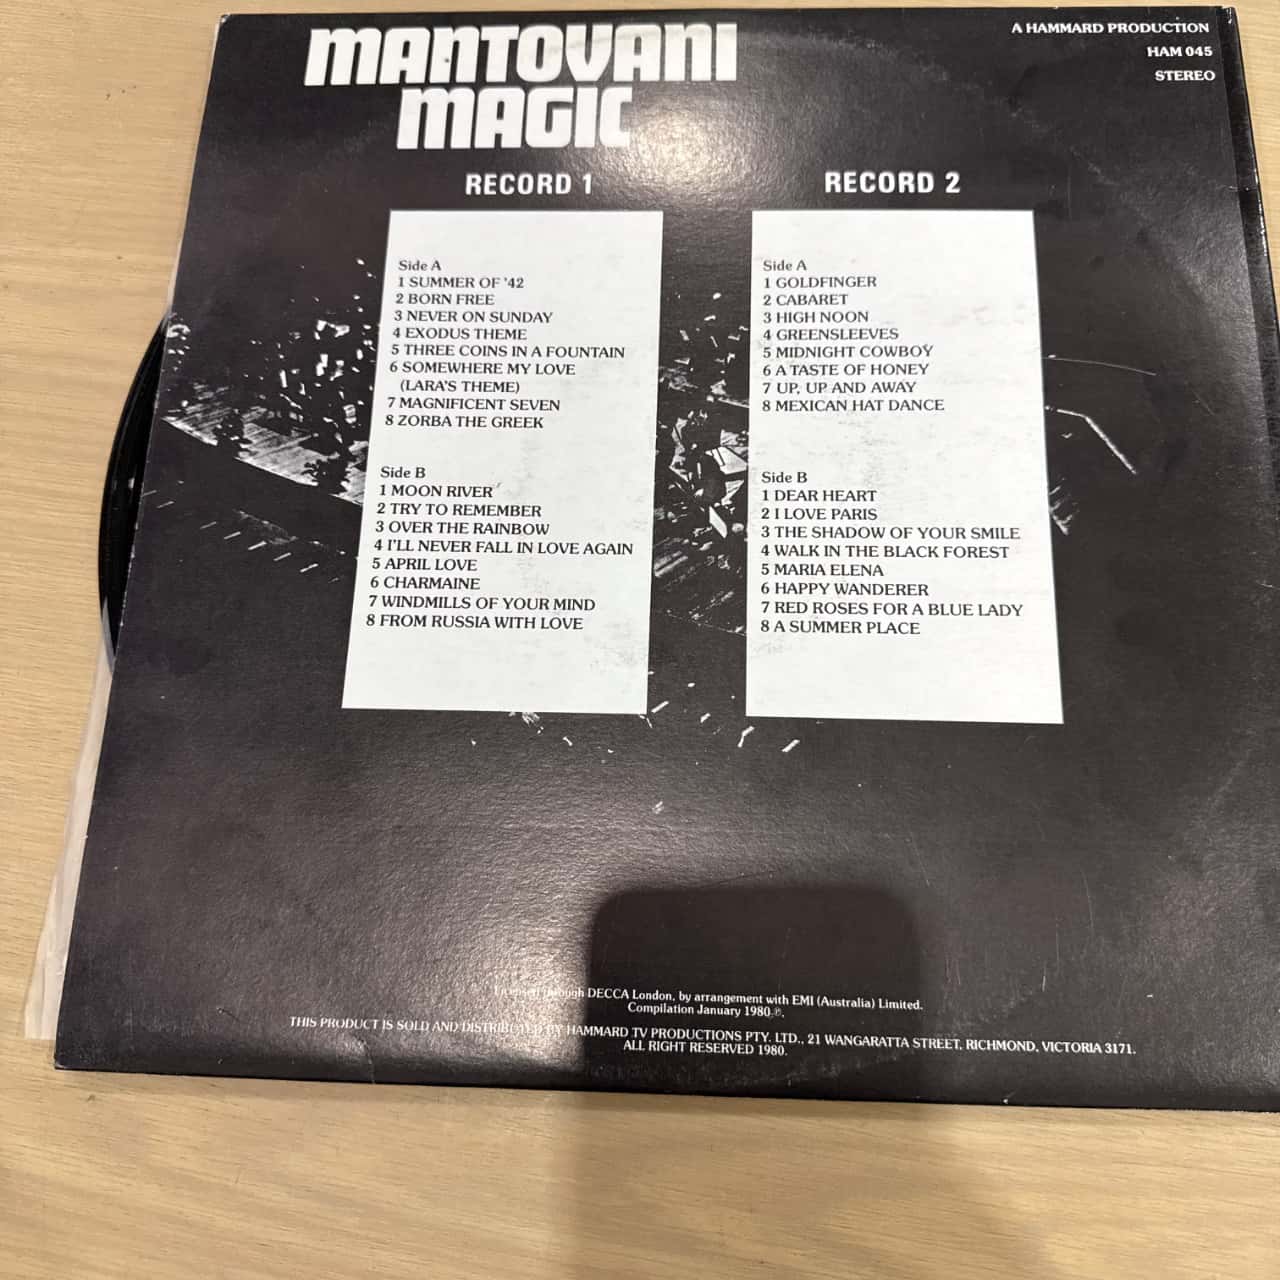 MANTOVANI
MAGIC
A HAMMARD PRODUCTION
HAM 045
STEREO
RECORD 1
Side A
1 SUMMER OF '42
2 BORN FREE
3 NEVER ON SUNDAY
4 EXODUS THEME
5 THREE COINS IN A FOUNTAIN
6 SOMEWHERE MY LOVE
(LARA'S THEME)
7 MAGNIFICENT SEVEN
8 ZORBA THE GREEK
Side B
1 MOON RIVER
2 TRY TO REMEMBER
3 OVER THE RAINBOW
4 I'LL NEVER FALL IN LOVE AGAIN
5 APRIL LOVE
6 CHARMAINE
7 WINDMILLS OF YOUR MIND
8 FROM RUSSIA WITH LOVE
RECORD 2
Side A
1 GOLDFINGER
2 CABARET
3 HIGH NOON
4 GREENSLEEVES
5 MIDNIGHT COWBOY
6 A TASTE OF HONEY
7 UP, UP AND AWAY
8 MEXICAN HAT DANCE
Side B
1 DEAR HEART
2 I LOVE PARIS
3 THE SHADOW OF YOUR SMILE
4 WALK IN THE BLACK FOREST
5 MARIA ELENA
6 HAPPY WANDERER
7 RED ROSES FOR A BLUE LADY
8 A SUMMER PLACE
Licensed through DECCA London, by arrangement with EMI (Australia) Limited.
Compilation January 1980 ℗.
THIS PRODUCT IS SOLD AND DISTRIBUTED BY HAMMARD TV PRODUCTIONS PTY. LTD., 21 WANGARATTA STREET, RICHMOND, VICTORIA 3171.
ALL RIGHT RESERVED 1980.